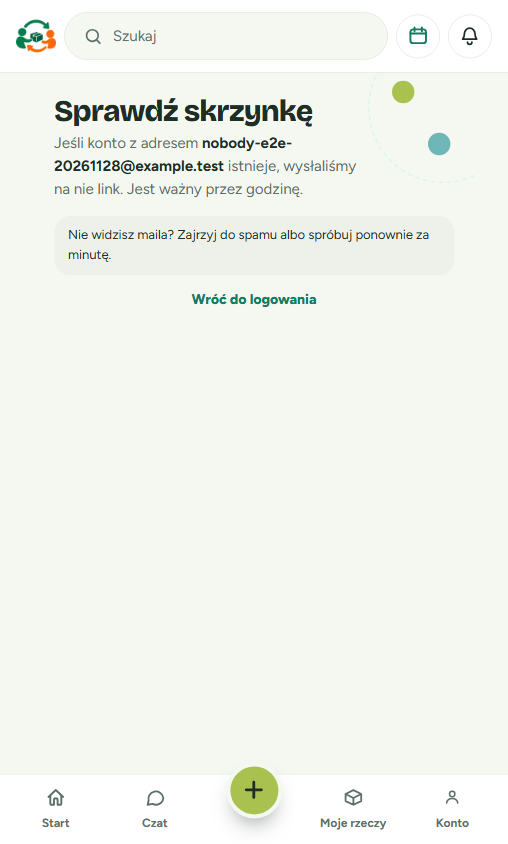 Szukaj
Sprawdź skrzynkę
Jeśli konto z adresem nobody-e2e-
20261128@example.test istnieje, wysłaliśmy
na nie link. Jest ważny przez godzinę.
Nie widzisz maila? Zajrzyj do spamu albo spróbuj ponownie za
minutę.
Wróć do logowania
Start
Czat
Moje rzeczy
Konto